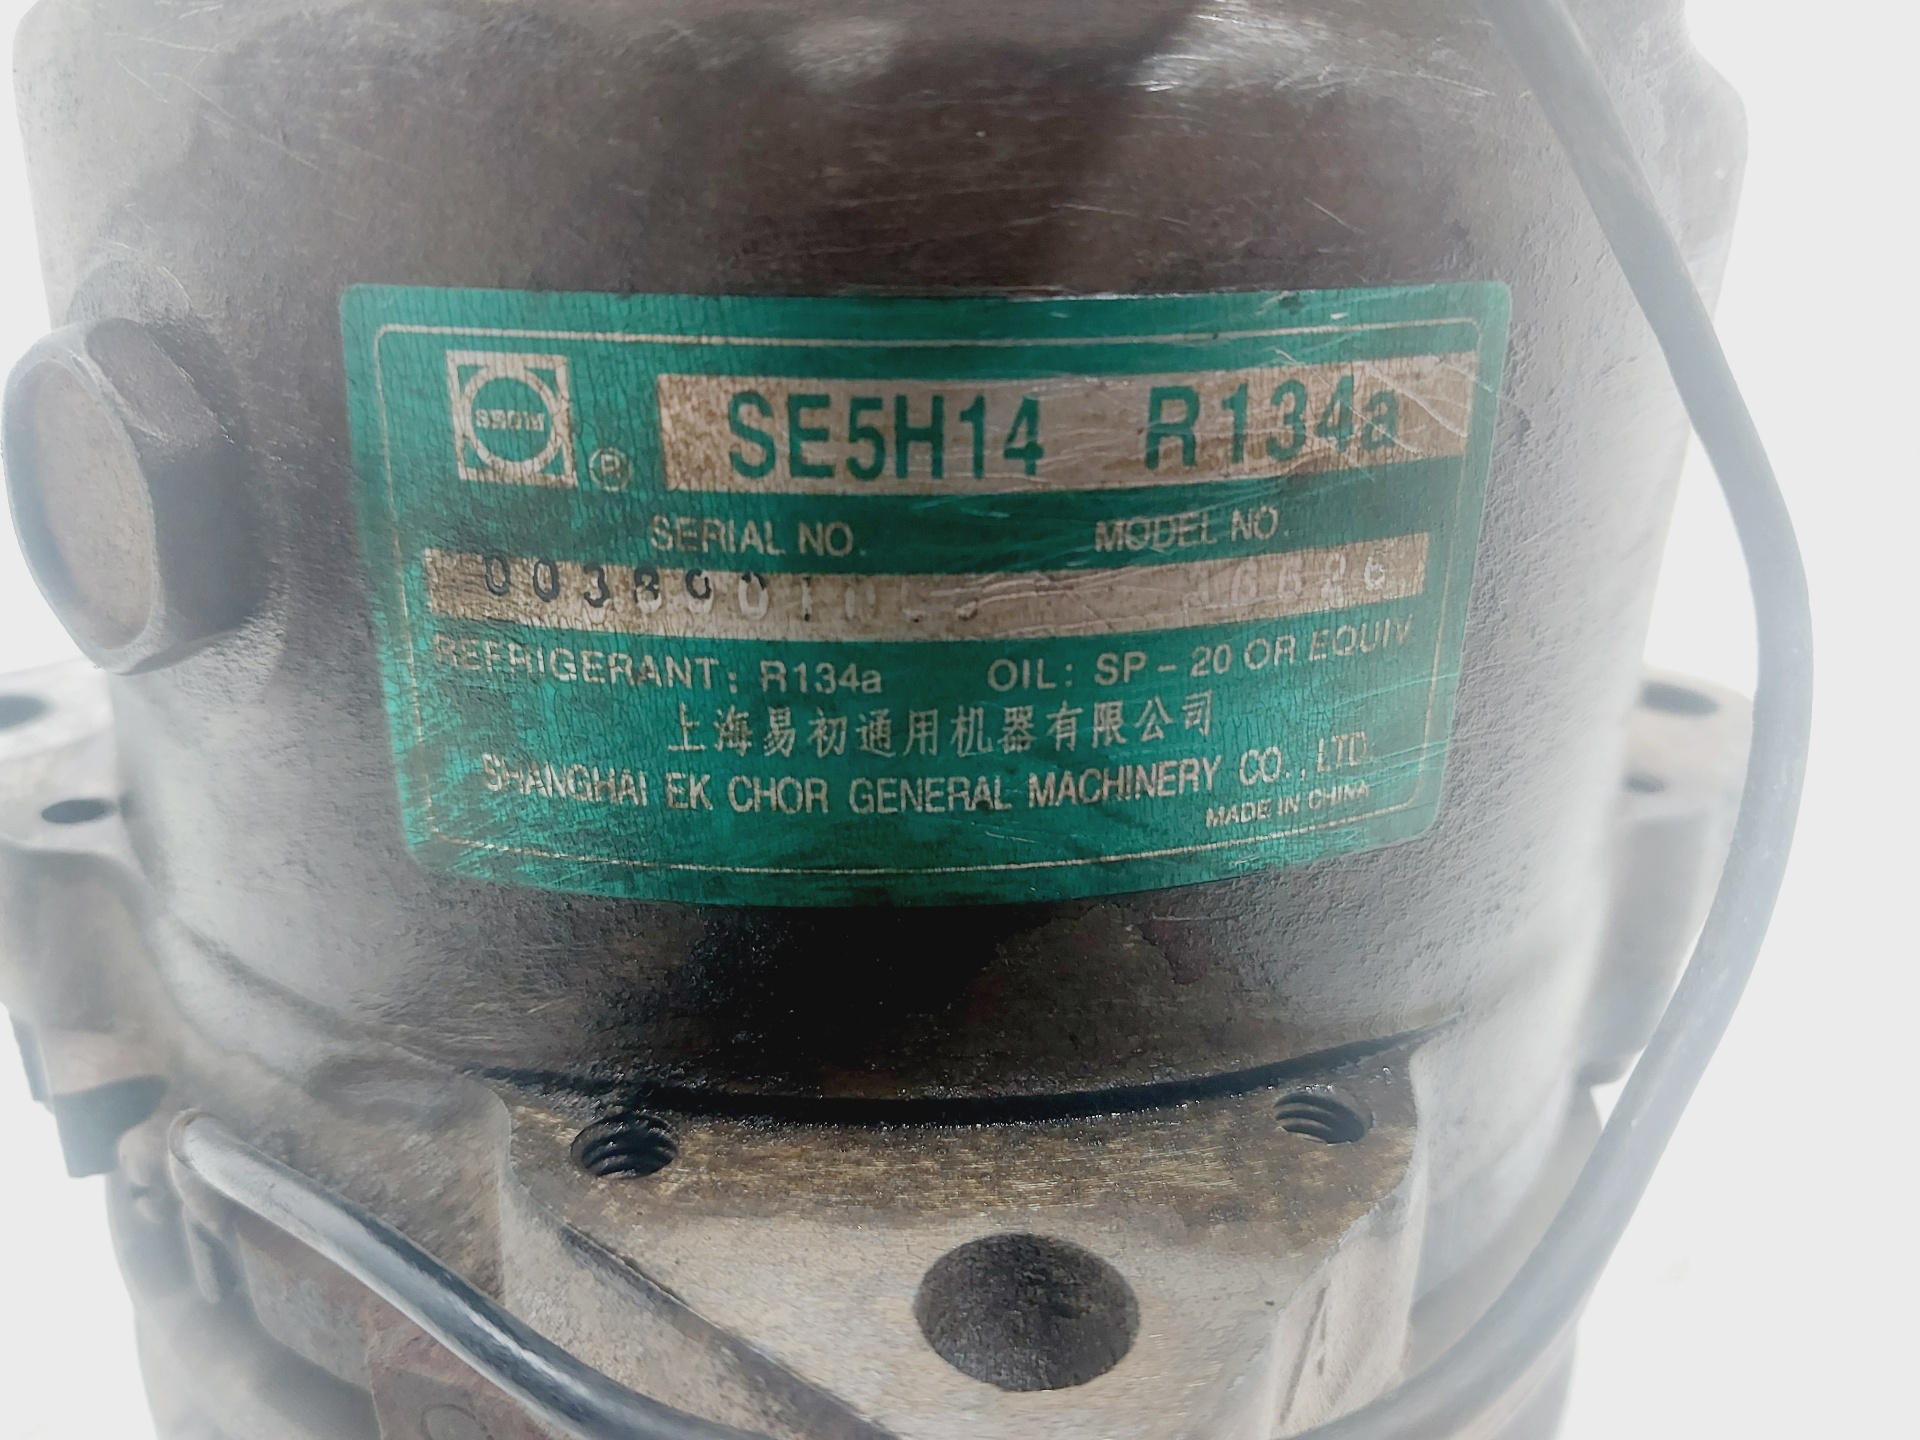 SE5H14 R134a
®
SERIAL NO. MODEL NO.
REFRIGERANT: R134a OIL: SP-20 OR EQUIV
上海易初通用机器有限公司
SHANGHAI EK CHOR GENERAL MACHINERY CO., LTD.
MADE IN CHINA